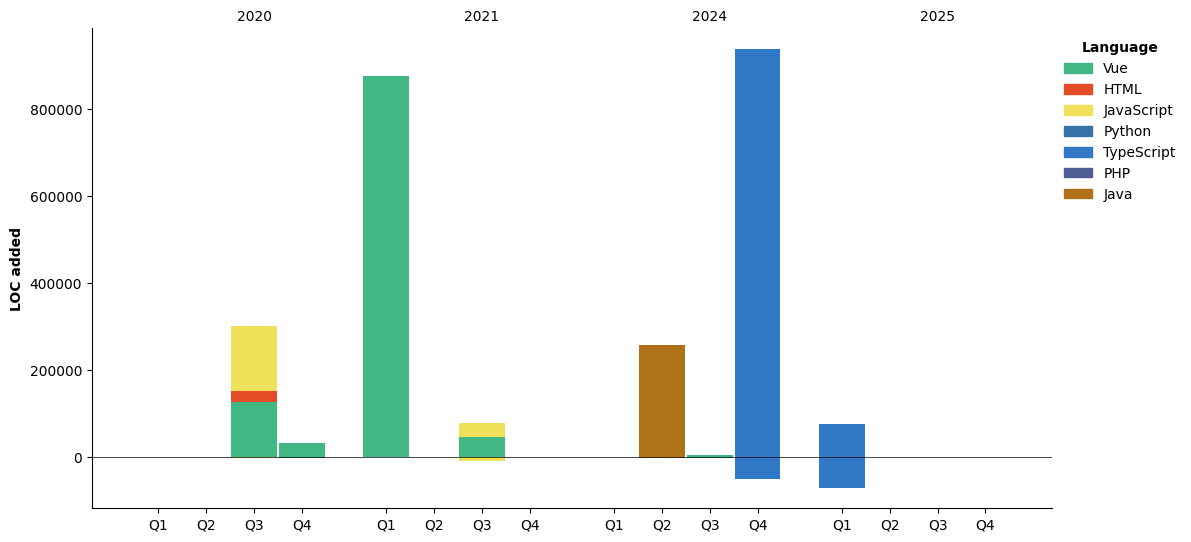 2020 2021 2024 2025
Language
Vue
HTML
JavaScript
Python
TypeScript
PHP
Java
LOC added
800000
600000
400000
200000
0
Q1 Q2 Q3 Q4 Q1 Q2 Q3 Q4 Q1 Q2 Q3 Q4 Q1 Q2 Q3 Q4